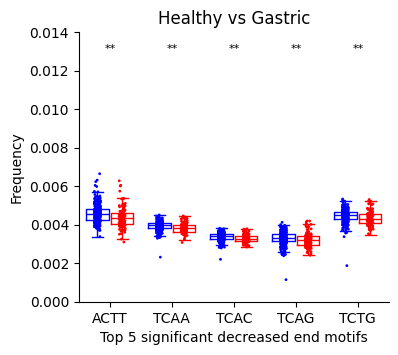 Healthy vs Gastric
0.014
** ** ** ** **
0.012
0.010
0.008
0.006
0.004
0.002
0.000
Frequency
ACTT TCAA TCAC TCAG TCTG
Top 5 significant decreased end motifs